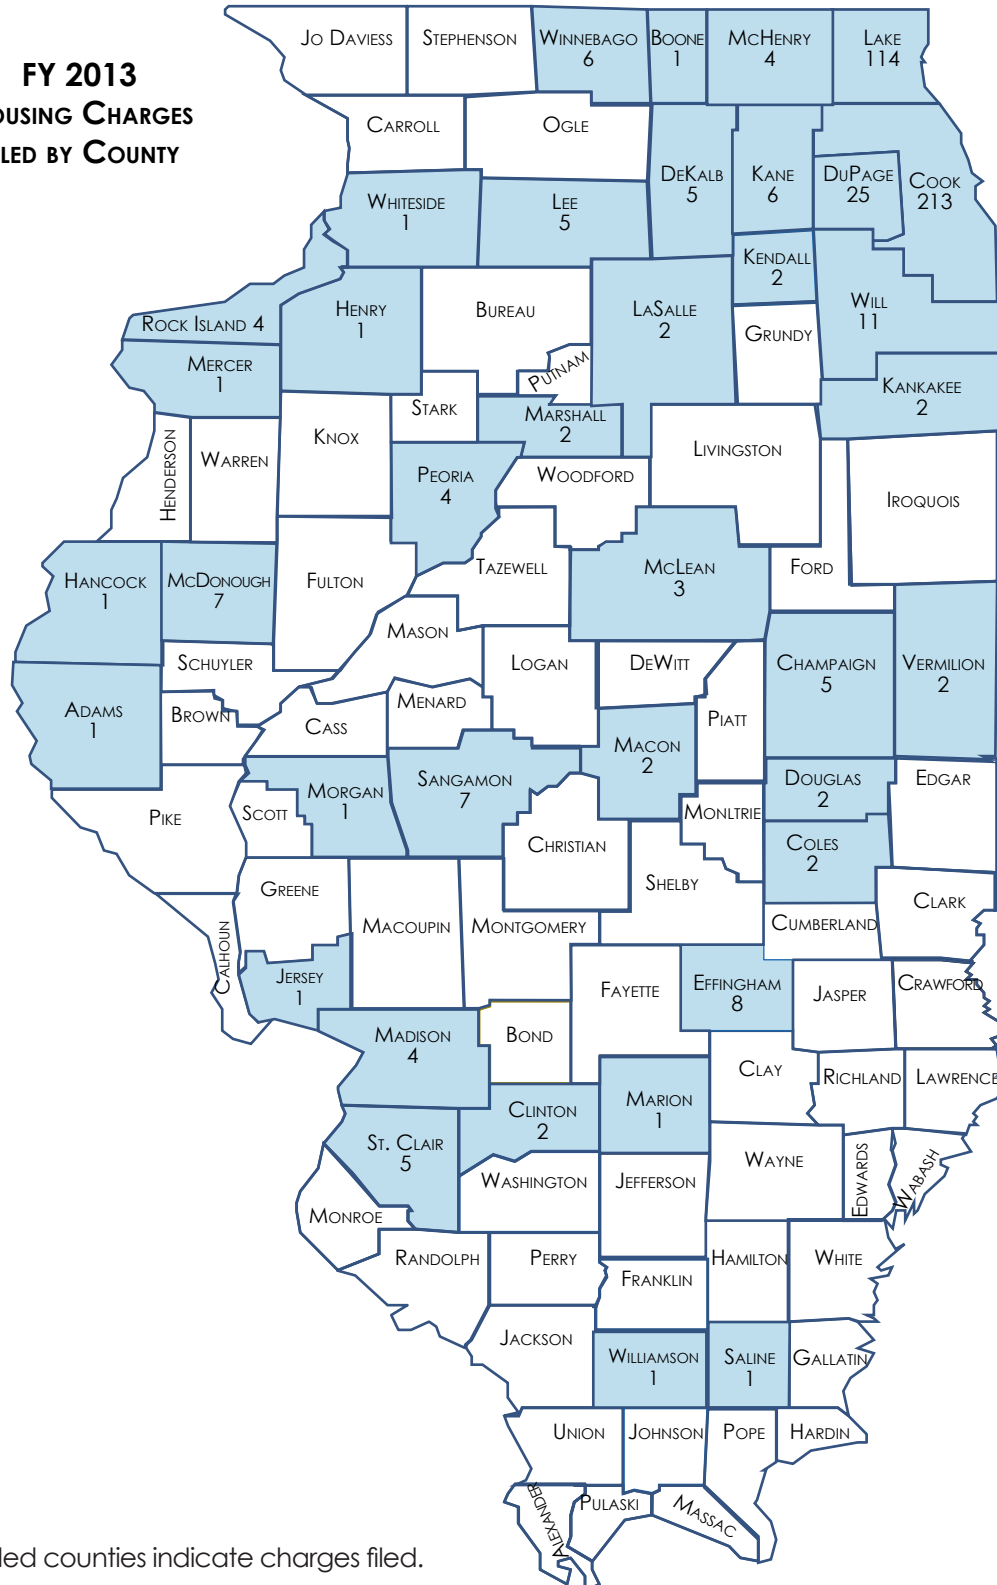 FY 2013
OUSING CHARGES
LED BY COUNTY
JO DAVIESS
STEPHENSON
WINNEBAGO
6
BOONE
1
MCHENRY
4
LAKE
114
CARROLL
OGLE
DEKALB
5
KANE
6
DUPAGE
25
COOK
213
WHITESIDE
1
LEE
5
KENDALL
2
ROCK ISLAND 4
HENRY
1
BUREAU
LASALLE
2
GRUNDY
WILL
11
MERCER
1
PUTNAM
KANKAKEE
2
STARK
MARSHALL
2
HENDERSON
WARREN
KNOX
LIVINGSTON
PEORIA
4
WOODFORD
IROQUOIS
HANCOCK
1
MCDONOUGH
7
FULTON
TAZEWELL
MCLEAN
3
FORD
MASON
SCHUYLER
LOGAN
DEWITT
CHAMPAIGN
5
VERMILION
2
ADAMS
1
BROWN
CASS
MENARD
PIATT
MACON
2
PIKE
SCOTT
MORGAN
1
SANGAMON
7
DOUGLAS
2
EDGAR
MONLTRIE
CHRISTIAN
COLES
2
SHELBY
GREENE
CLARK
CALHOUN
MACOUPIN
MONTGOMERY
CUMBERLAND
JERSEY
1
FAYETTE
EFFINGHAM
8
JASPER
CRAWFORD
MADISON
4
BOND
CLAY
RICHLAND
LAWRENCE
CLINTON
2
MARION
1
ST. CLAIR
5
WASHINGTON
JEFFERSON
WAYNE
EDWARDS
WABASH
MONROE
RANDOLPH
PERRY
FRANKLIN
HAMILTON
WHITE
JACKSON
WILLIAMSON
1
SALINE
1
GALLATIN
UNION
JOHNSON
POPE
HARDIN
ALEXANDER
PULASKI
MASSAC
led counties indicate charges filed.